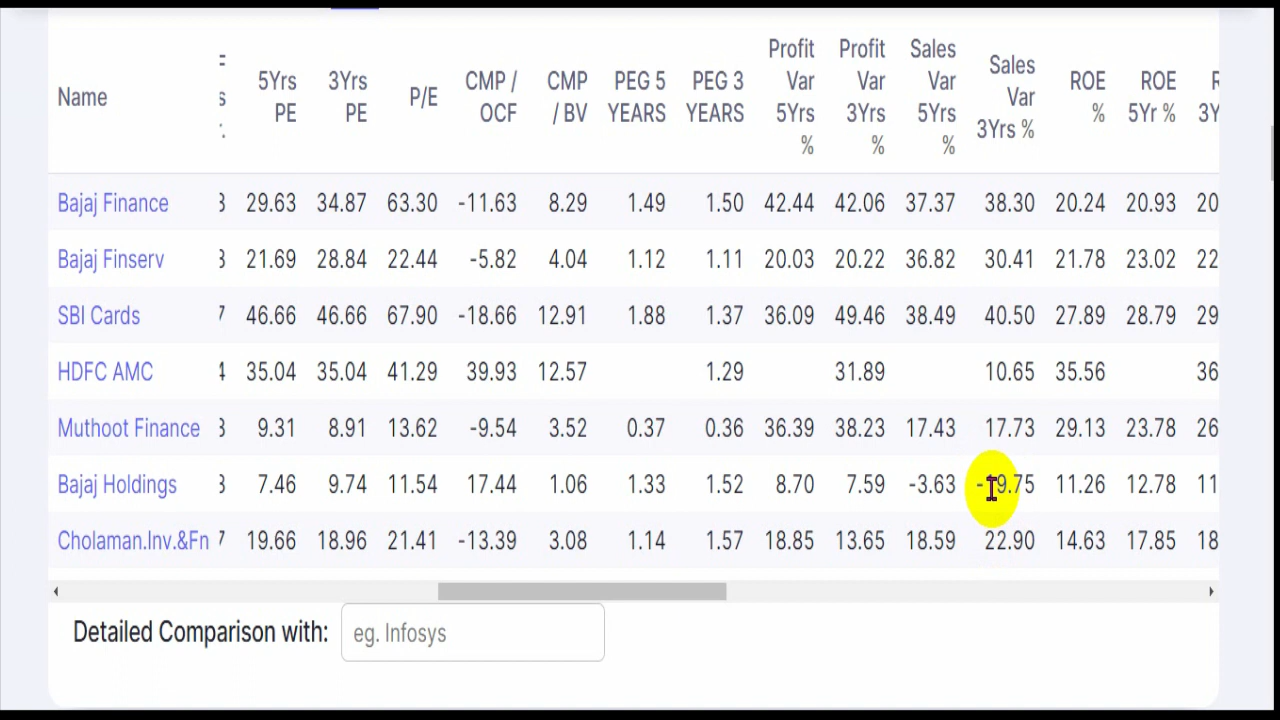 Name 5Yrs PE 3Yrs PE P/E CMP / OCF CMP / BV PEG 5 YEARS PEG 3 YEARS Profit Var 5Yrs % Profit Var 3Yrs % Sales Var 5Yrs % Sales Var 3Yrs % ROE % ROE 5Yr %
Bajaj Finance 29.63 34.87 63.30 -11.63 8.29 1.49 1.50 42.44 42.06 37.37 38.30 20.24 20.93 20
Bajaj Finserv 21.69 28.84 22.44 -5.82 4.04 1.12 1.11 20.03 20.22 36.82 30.41 21.78 23.02 22
SBI Cards 46.66 46.66 67.90 -18.66 12.91 1.88 1.37 36.09 49.46 38.49 40.50 27.89 28.79 29
HDFC AMC 35.04 35.04 41.29 39.93 12.57 1.29 31.89 10.65 35.56 36
Muthoot Finance 9.31 8.91 13.62 -9.54 3.52 0.37 0.36 36.39 38.23 17.43 17.73 29.13 23.78 26
Bajaj Holdings 7.46 9.74 11.54 17.44 1.06 1.33 1.52 8.70 7.59 -3.63 11.26 12.78 11
Cholaman.Inv.&Fn 19.66 18.96 21.41 -13.39 3.08 1.14 1.57 18.85 13.65 18.59 22.90 14.63 17.85 18
Detailed Comparison with: eg. Infosys